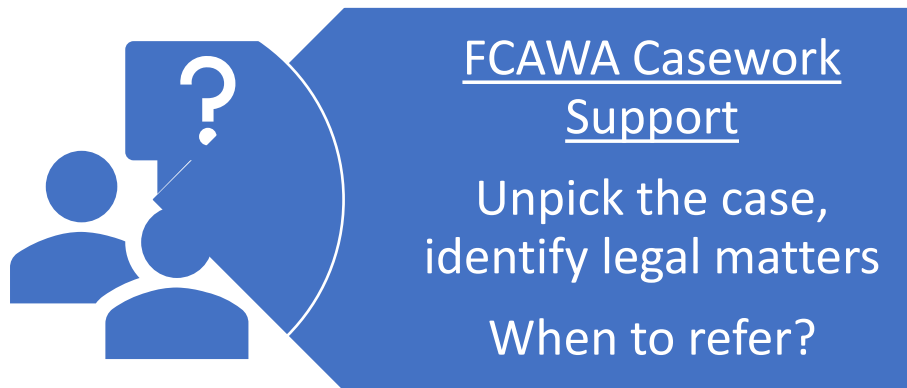 ?
FCAWA Casework
Support
Unpick the case,
identify legal matters
When to refer?